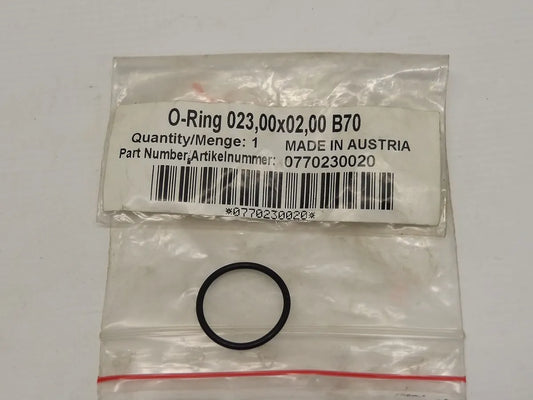 O-Ring 023,00x02,00 B70
Quantity/Menge: 1 MADE IN AUSTRIA
Part Number/Artikelnummer: 0770230020
*0770230020*